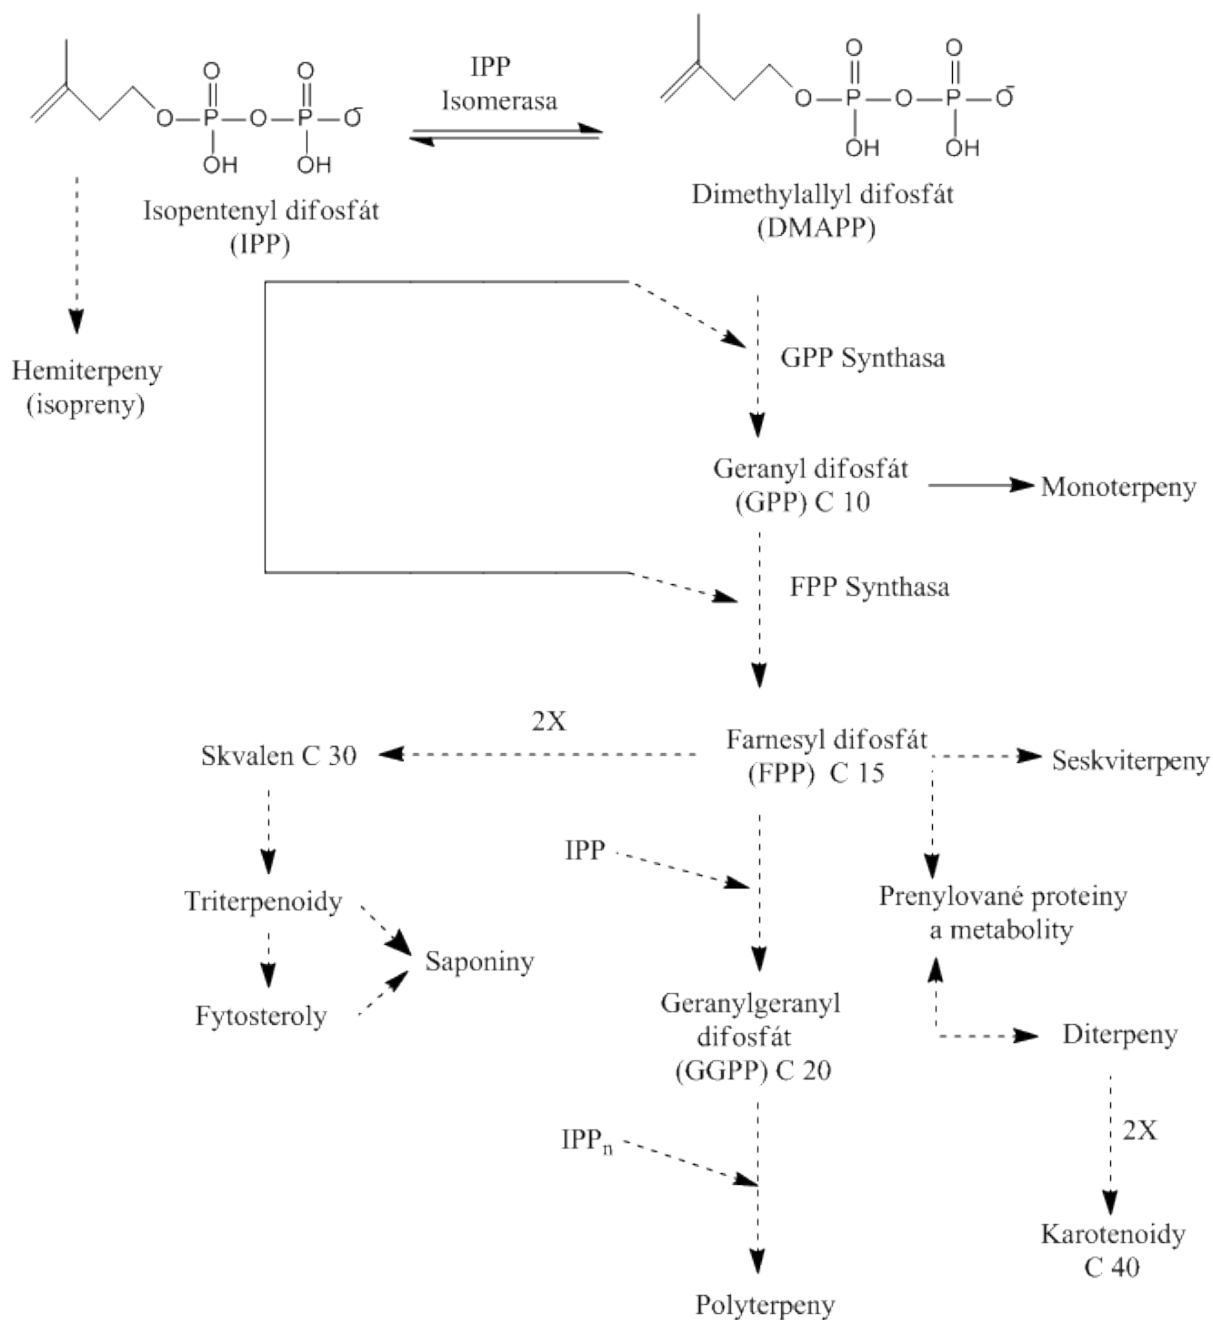 IPP
Isomerasa
O
O
O
P
O
P
O-
OH
OH
O
O
O
P
O
P
O-
OH
OH
Isopentenyl difosfát
(IPP)
Dimethylallyl difosfát
(DMAPP)
Hemiterpeny
(isopreny)
GPP Synthasa
Geranyl difosfát
(GPP) C 10
Monoterpeny
FPP Synthasa
2X
Skvalen C 30
Farnesyl difosfát
(FPP) C 15
Seskviterpeny
IPP
Triterpenoidy
Prenylované proteiny
a metabolity
Saponiny
Fytosteroly
Geranylgeranyl
difosfát
(GGPP) C 20
Diterpeny
IPPn
2X
Karotenoidy
C 40
Polyterpeny